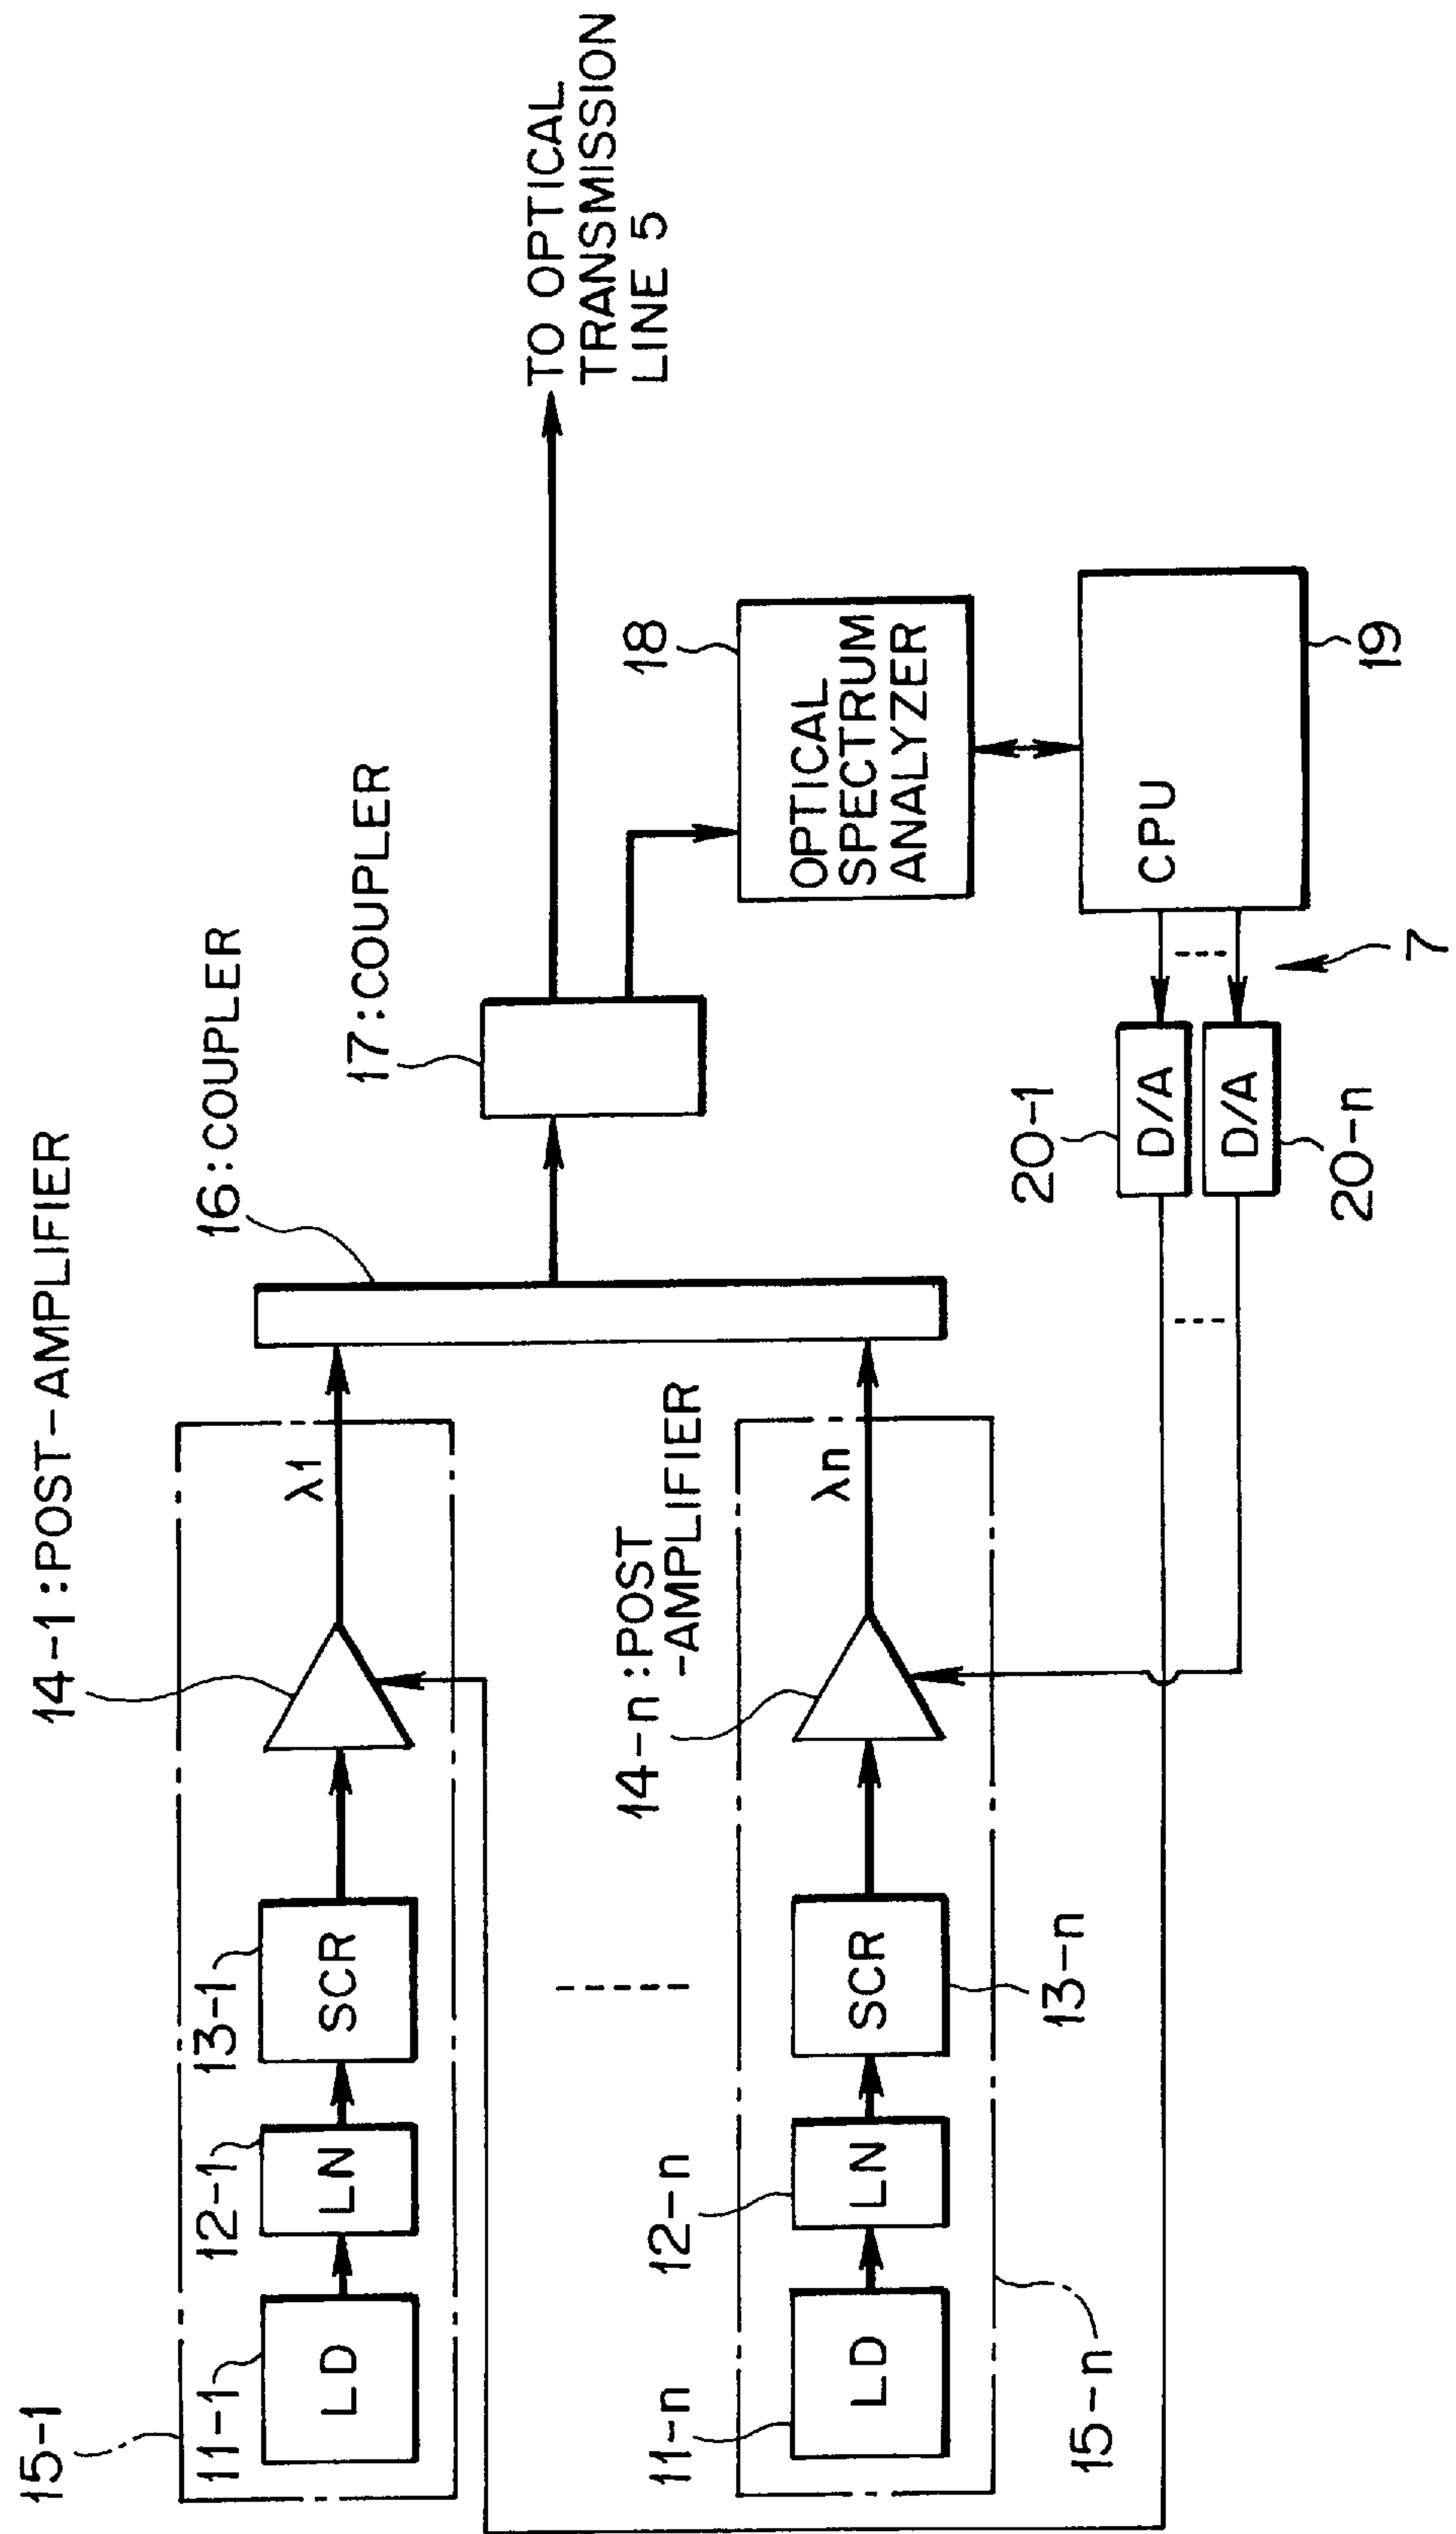 15-1
11-1
LD
12-1
LN
13-1
SCR
14-1:POST-AMPLIFIER
λ1
16:COUPLER
17:COUPLER
TO OPTICAL
TRANSMISSION
LINE 5
11-n
LD
12-n
LN
SCR
13-n
14-n:POST
-AMPLIFIER
λn
15-n
18
OPTICAL
SPECTRUM
ANALYZER
CPU
19
7
20-1
D/A
D/A
20-n